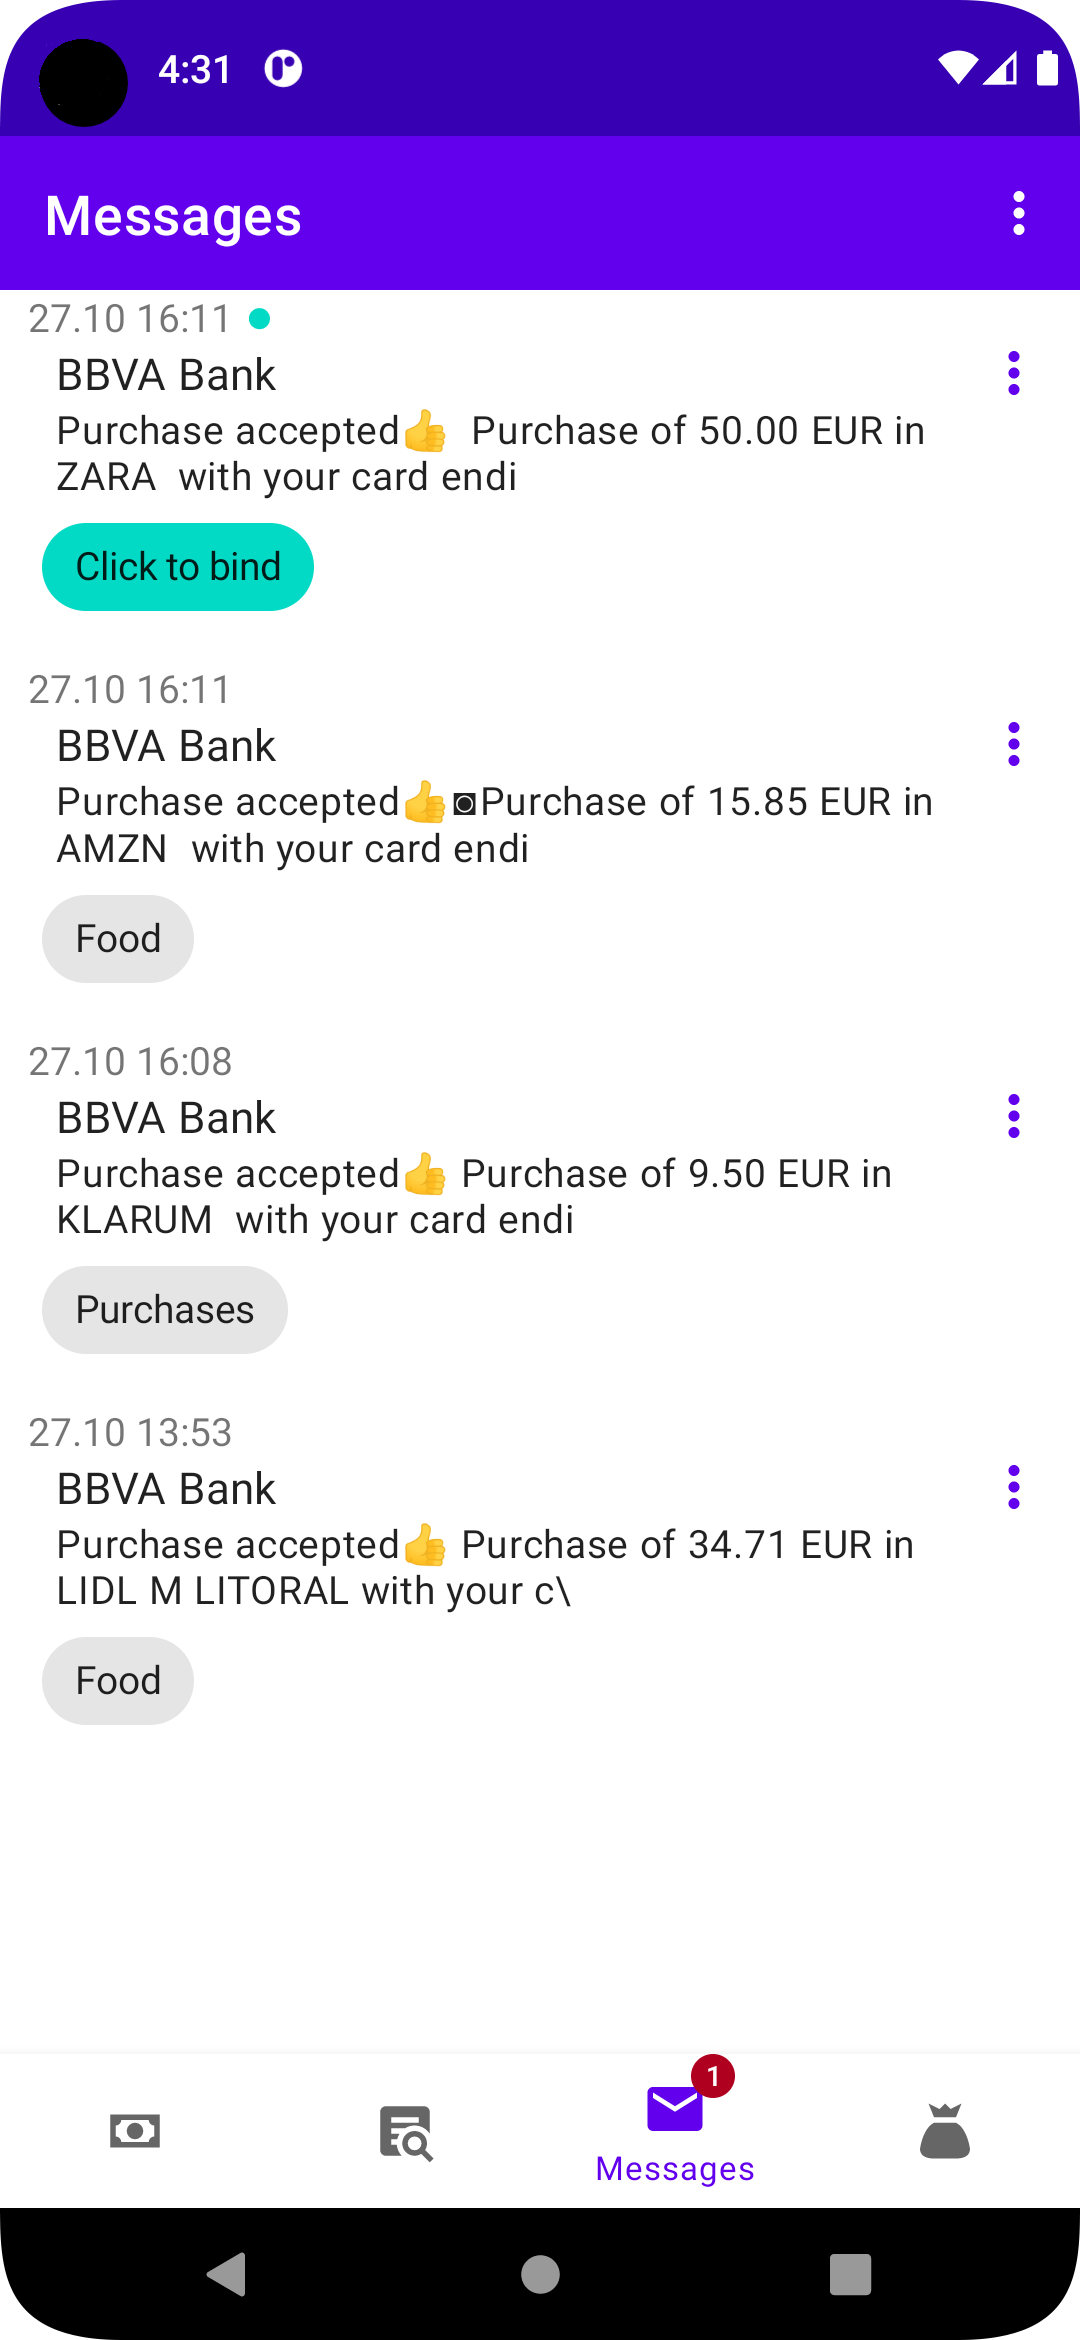 4:31
Messages
27.10 16:11
BBVA Bank
Purchase accepted👍  Purchase of 50.00 EUR in
ZARA  with your card endi
Click to bind
27.10 16:11
BBVA Bank
Purchase accepted👍◙Purchase of 15.85 EUR in
AMZN  with your card endi
Food
27.10 16:08
BBVA Bank
Purchase accepted👍 Purchase of 9.50 EUR in
KLARUM  with your card endi
Purchases
27.10 13:53
BBVA Bank
Purchase accepted👍 Purchase of 34.71 EUR in
LIDL M LITORAL with your c\
Food
1
Messages